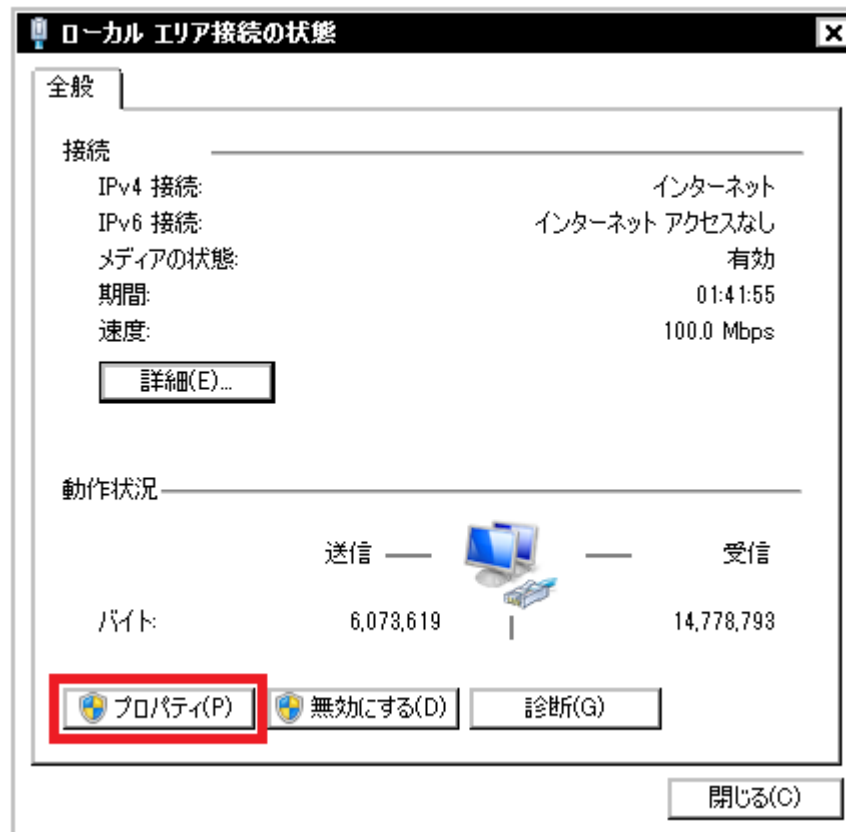 ローカル エリア接続の状態
全般
接続
IPv4 接続: インターネット
IPv6 接続: インターネット アクセスなし
メディアの状態: 有効
期間: 01:41:55
速度: 100.0 Mbps
詳細(E)...
動作状況
送信 受信
バイト: 6,073,619 14,778,793
プロパティ(P) 無効にする(D) 診断(G)
閉じる(C)